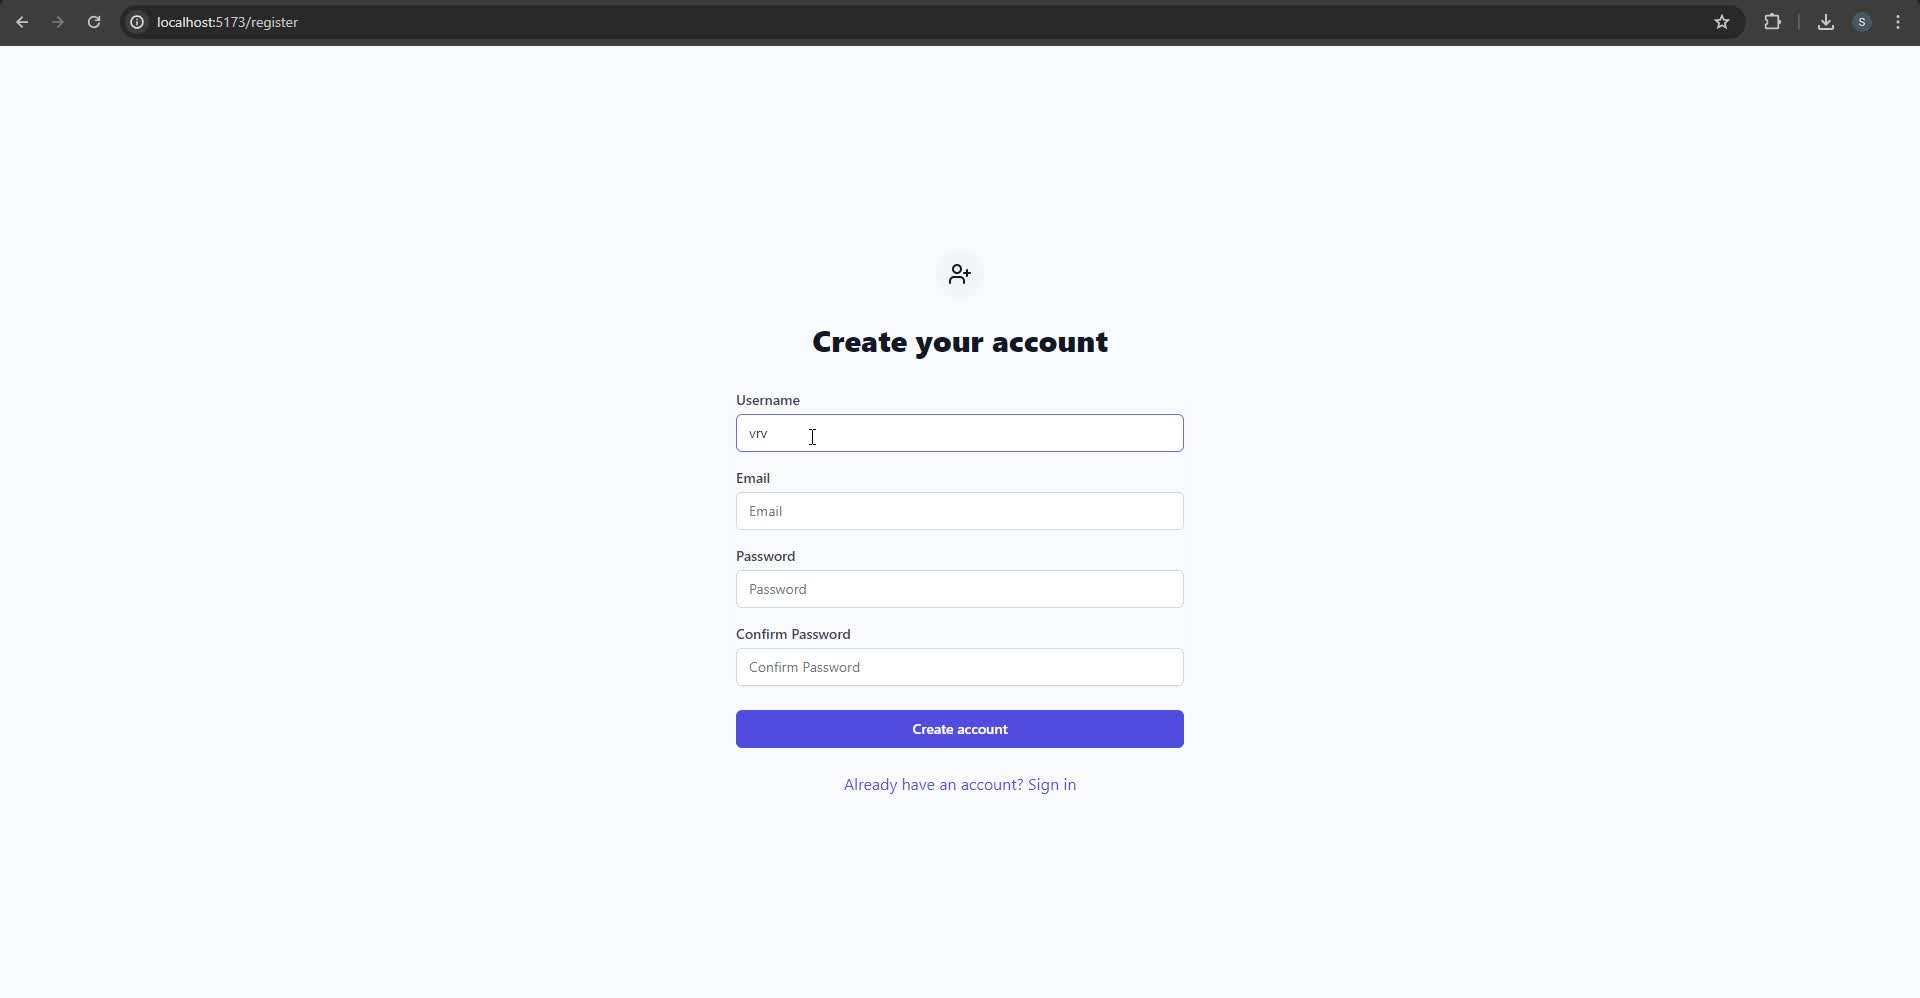 localhost:5173/register
S
Create your account
Username
vrv
Email
Email
Password
Password
Confirm Password
Confirm Password
Create account
Already have an account? Sign in